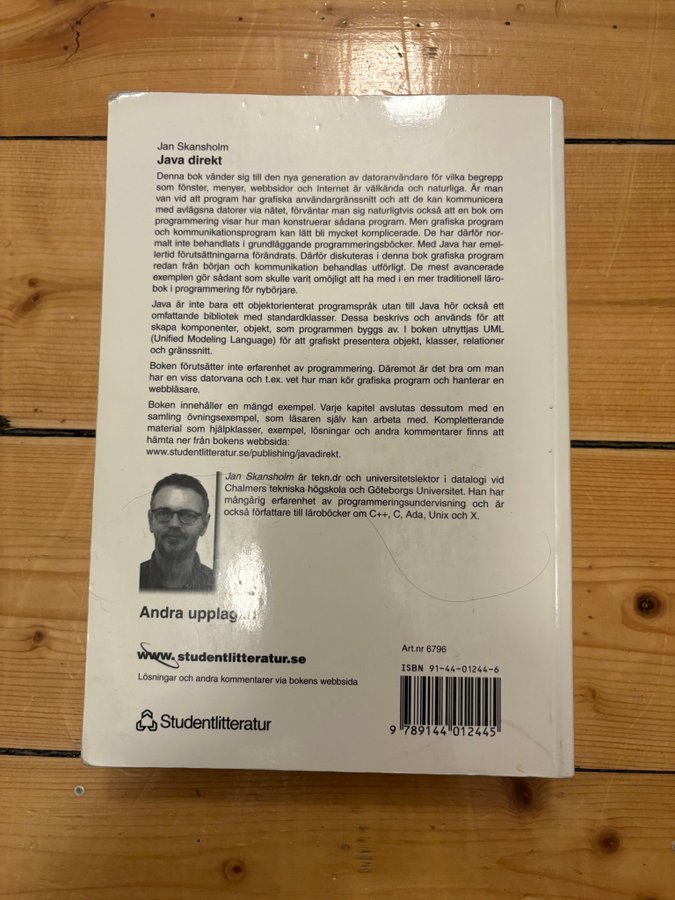 Jan Skansholm
Java direkt
Denna bok vänder sig till den nya generation av datoranvändare för vilka begrepp
som fönster, menyer, webbsidor och Internet är välkända och naturliga. Är man
van vid att program har grafiska användargränssnitt och att de kan kommunicera
med avlägsna datorer via nätet, förväntar man sig naturligtvis också att en bok om
programmering visar hur man konstruerar sådana program. Men grafiska program
och kommunikationsprogram kan lätt bli mycket komplicerade. De har därför nor-
malt inte behandlats i grundläggande programmeringsböcker. Med Java har emel-
lertid förutsättningarna förändrats. Därför diskuteras i denna bok grafiska program
redan från början och kommunikation behandlas utförligt. De mest avancerade
exemplen gör sådant som skulle varit omöjligt att ha med i en mer traditionell läro-
bok i programmering för nybörjare.
Java är inte bara ett objektorienterat programspråk utan till Java hör också ett
omfattande bibliotek med standardklasser. Dessa beskrivs och används för att
skapa komponenter, objekt, som programmen byggs av. I boken utnyttjas UML
(Unified Modeling Language) för att grafiskt presentera objekt, klasser, relationer
och gränssnitt.
Boken förutsätter inte erfarenhet av programmering. Däremot är det bra om man
har en viss datorvana och t.ex. vet hur man kör grafiska program och hanterar en
webbläsare.
Boken innehåller en mängd exempel. Varje kapitel avslutas dessutom med en
samling övningsexempel, som läsaren själv kan arbeta med. Kompletterande
material som hjälpklasser, exempel, lösningar och andra kommentarer finns att
hämta ner från bokens webbsida:
www.studentlitteratur.se/publishing/javadirekt.
Jan Skansholm är tekn.dr och universitetslektor i datalogi vid
Chalmers tekniska högskola och Göteborgs Universitet. Han har
mångårig erfarenhet av programmeringsundervisning och är
också författare till läroböcker om C++, C, Ada, Unix och X.
Andra upplagan
www.studentlitteratur.se
Lösningar och andra kommentarer via bokens webbsida
Studentlitteratur
Art.nr 6796
ISBN 91-44-01244-6
9 789144 012445